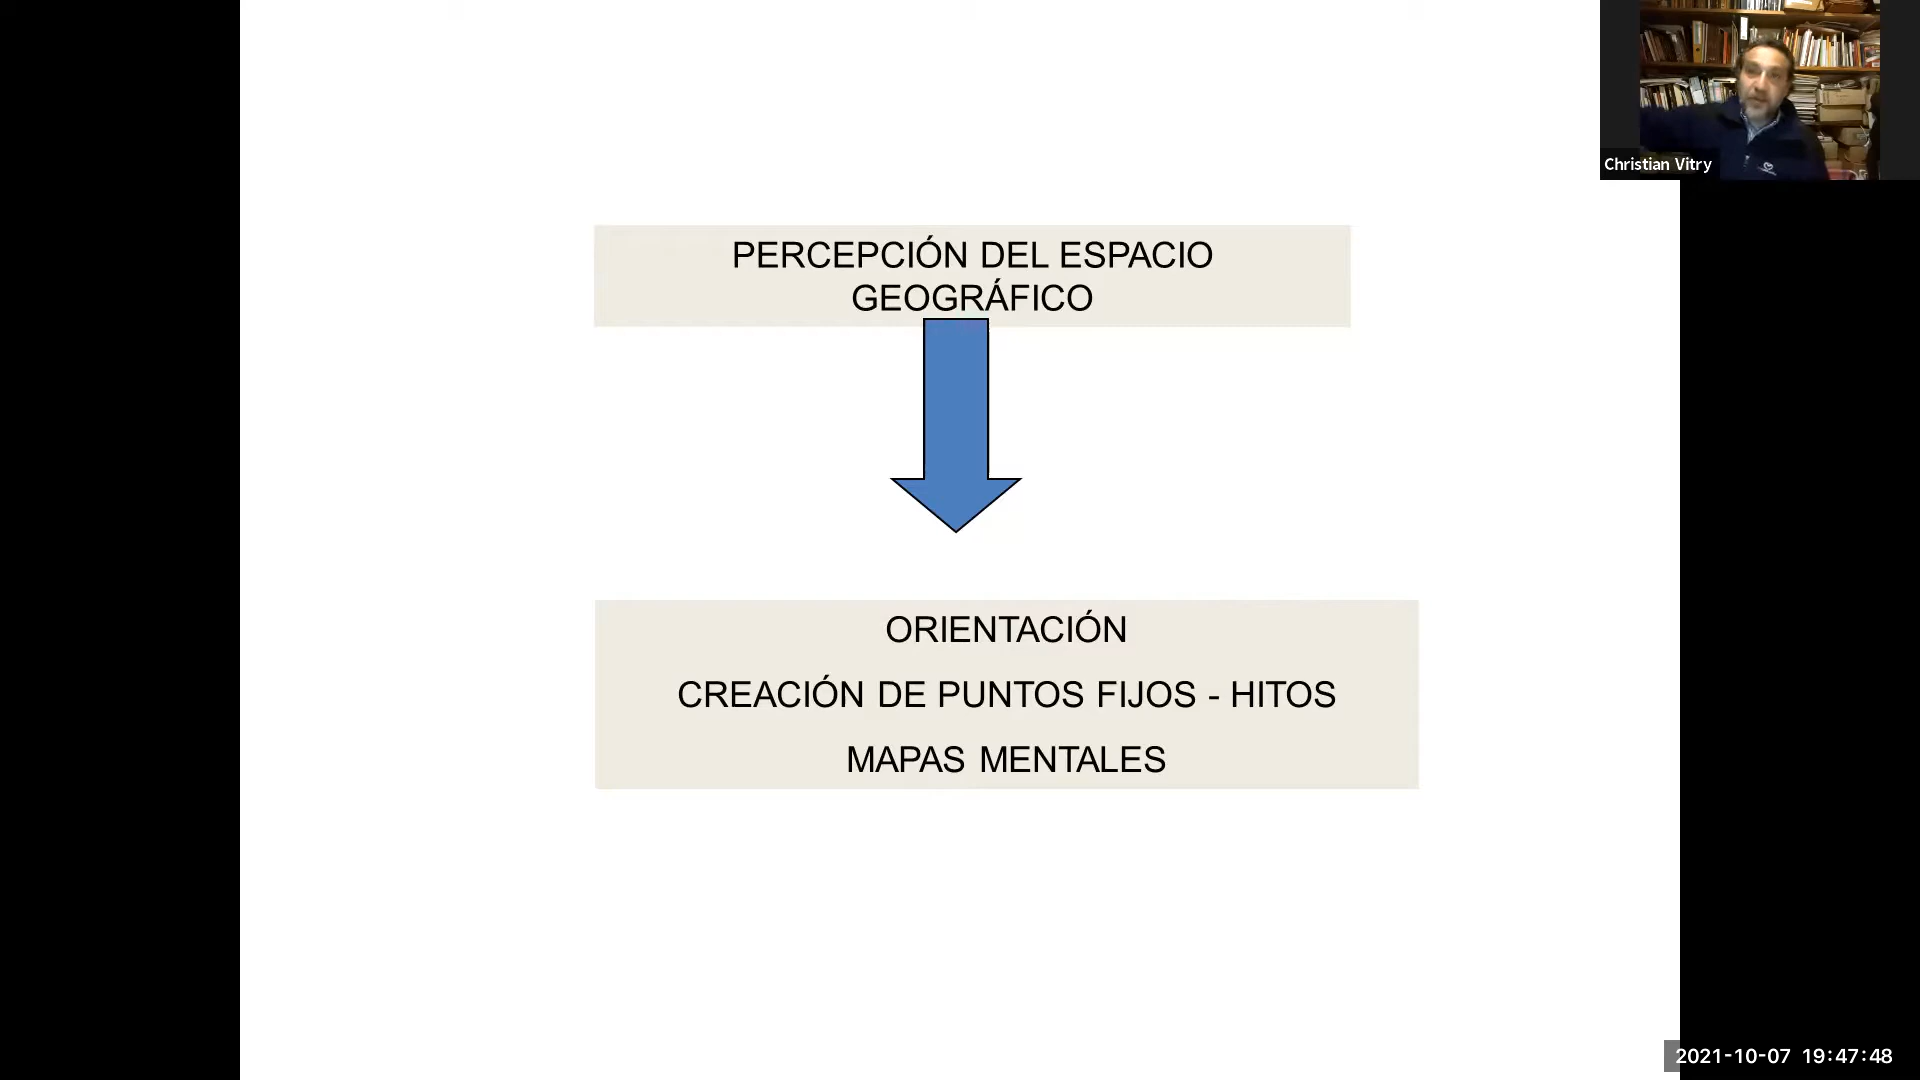 Christian Vitry
PERCEPCIÓN DEL ESPACIO
GEOGRÁFICO
ORIENTACIÓN
CREACIÓN DE PUNTOS FIJOS - HITOS
MAPAS MENTALES
2021-10-07 19:47:48